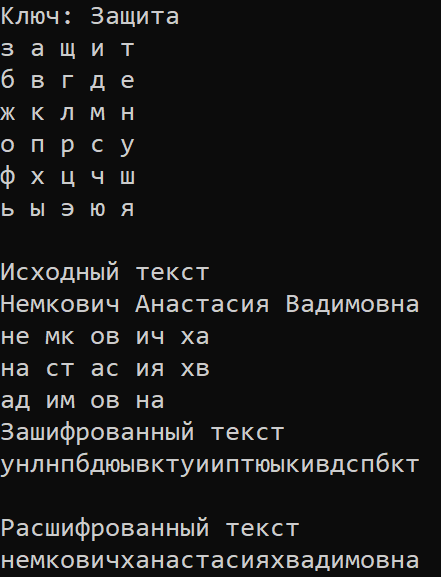 Ключ: Защита
з а щ и т
б в г д е
ж к л м н
о п р с у
ф х ц ч ш
ь ы э ю я
Исходный текст
Немкович Анастасия Вадимовна
не мк ов ич ха
на ст ас ия хв
ад им ов на
Зашифрованный текст
унлнпбдюывктуииптюыкивдспбкт
Расшифрованный текст
немковичханастасияхвадимовна